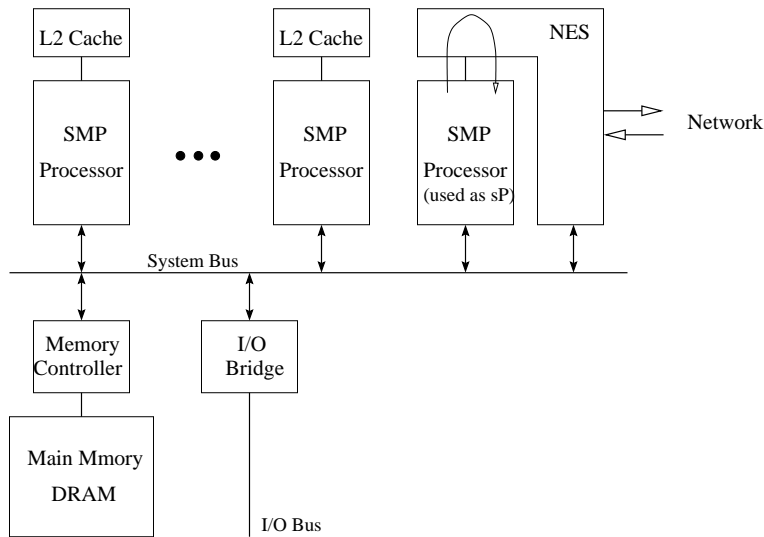 L2 Cache
L2 Cache
NES
SMP
Processor
SMP
Processor
SMP
Processor
(used as sP)
Network
System Bus
Memory
Controller
I/O
Bridge
Main Mmory
DRAM
I/O Bus